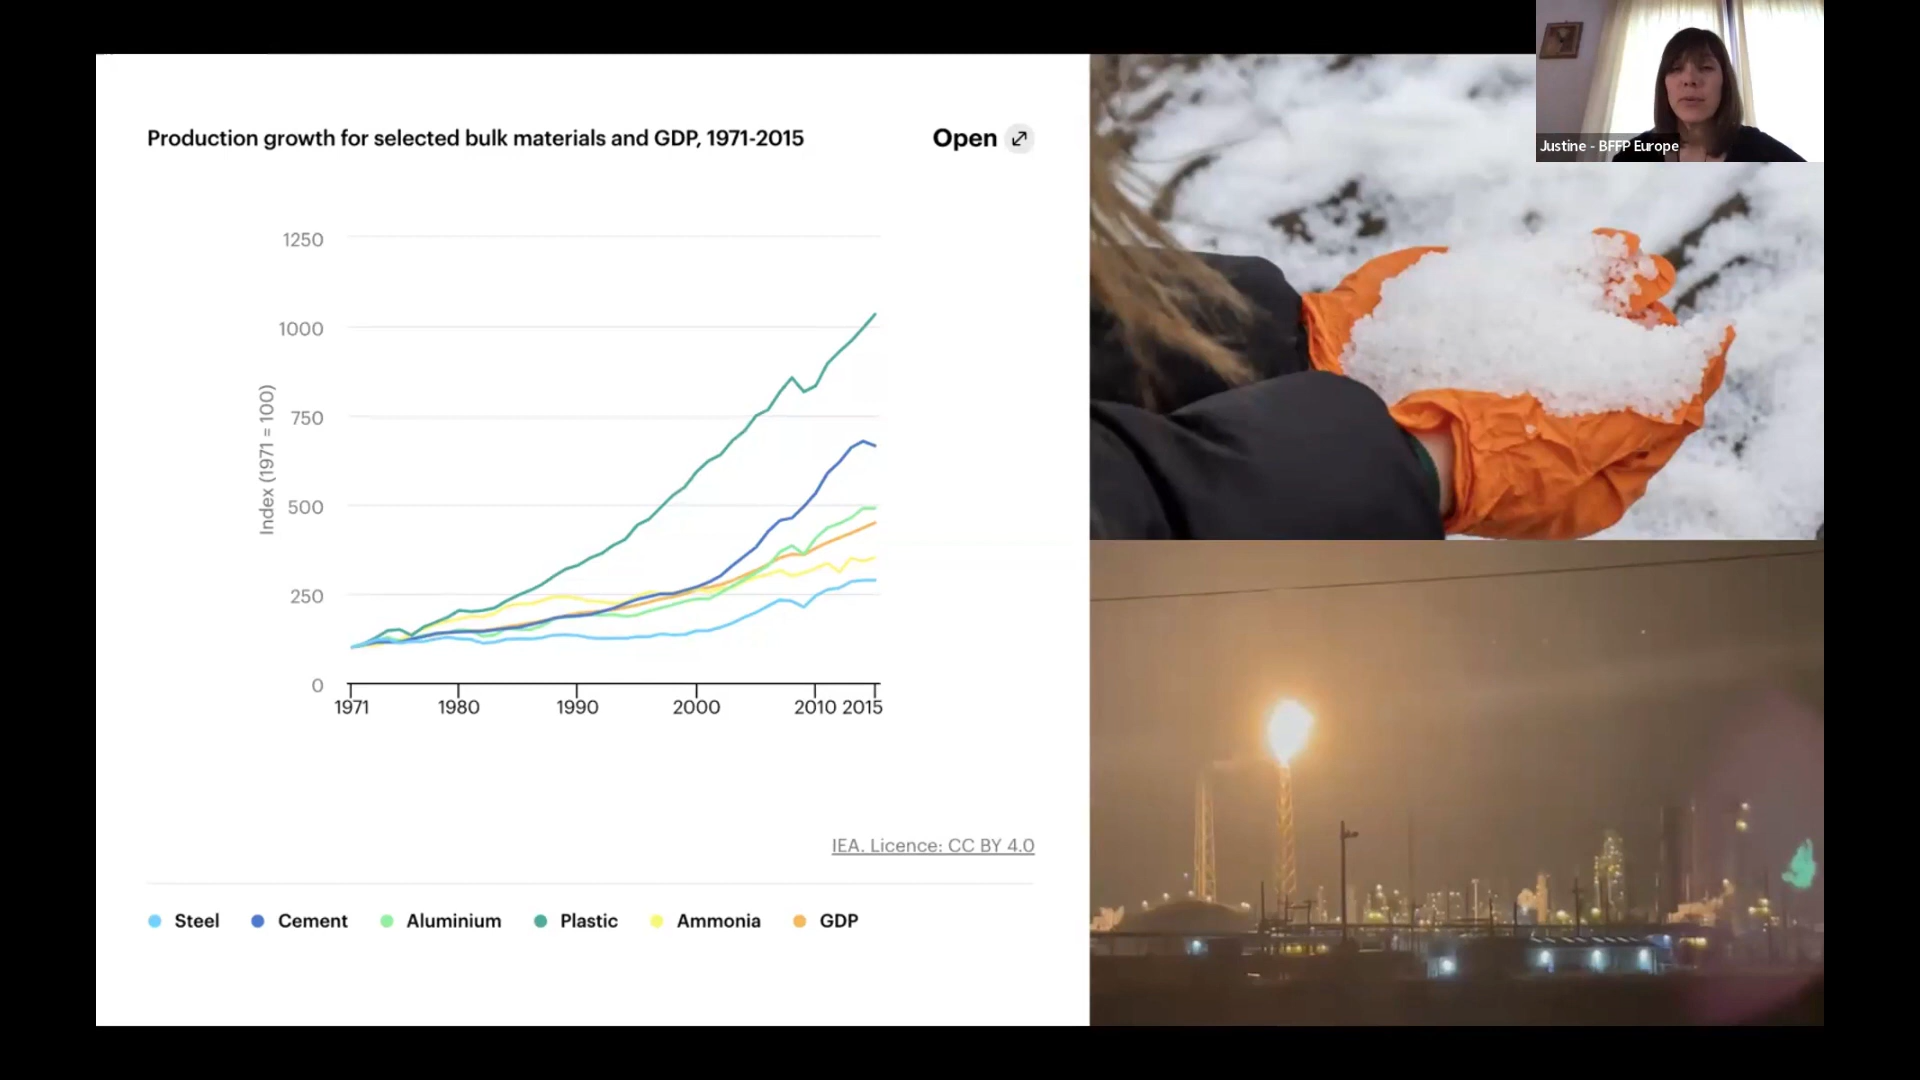 Production growth for selected bulk materials and GDP, 1971-2015
Open
Index (1971 = 100)
1250
1000
750
500
250
0
1971 1980 1990 2000 2010 2015
IEA. Licence: CC BY 4.0
Steel Cement Aluminium Plastic Ammonia GDP
Justine - BFFP Europe